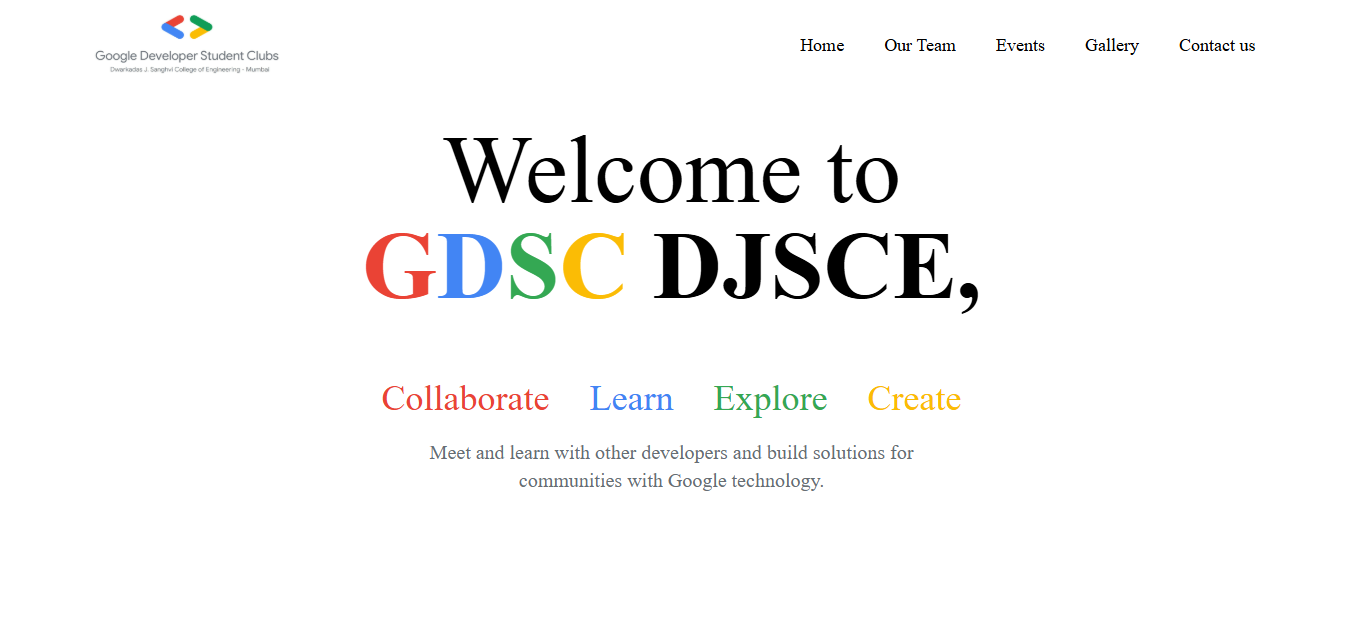 Google Developer Student Clubs
Dwarkadas J. Sanghvi College of Engineering - Mumbai
Home Our Team Events Gallery Contact us
Welcome to
GDSC DJSCE,
Collaborate Learn Explore Create
Meet and learn with other developers and build solutions for
communities with Google technology.